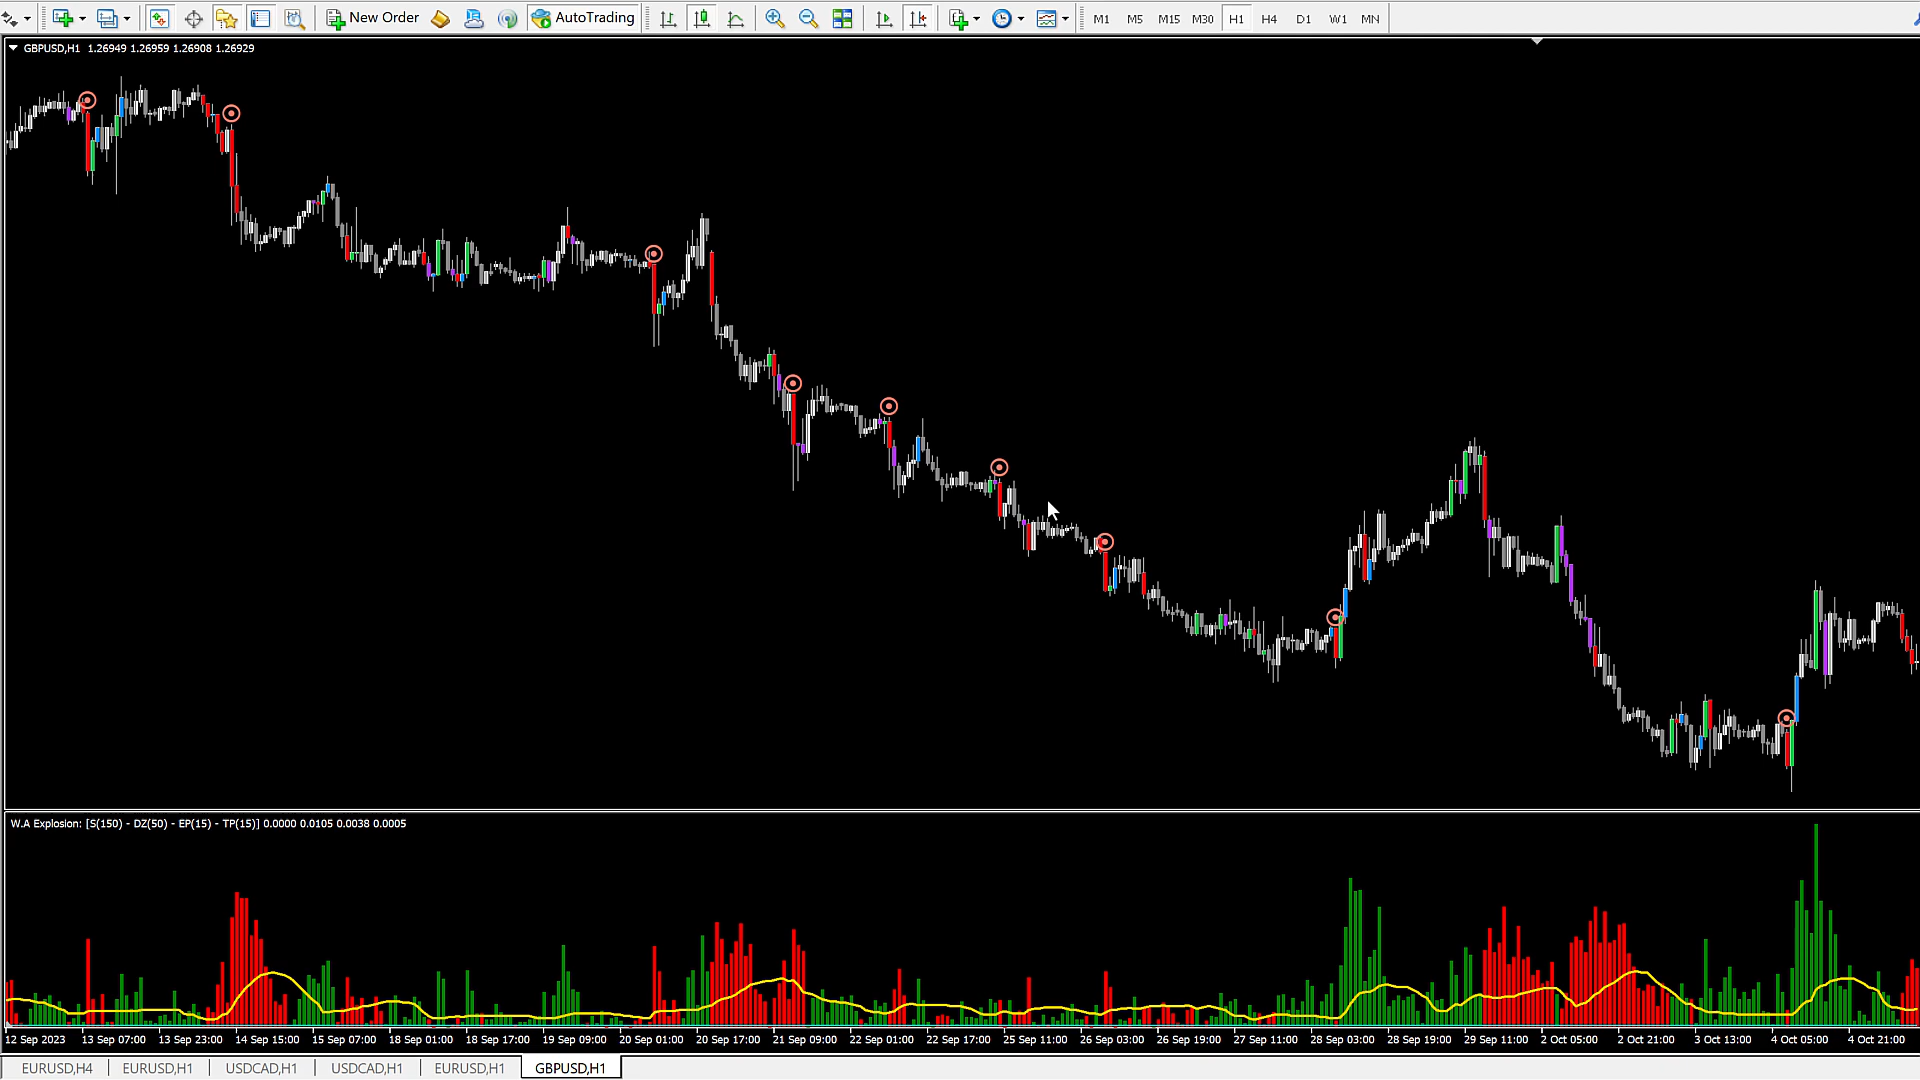 New Order AutoTrading M1 M5 M15 M30 H1 H4 D1 W1 MN
GBPUSD,H1 1.26949 1.26959 1.26908 1.26929
W.A Explosion: [S(150) - DZ(50) - EP(15) - TP(15)] 0.0000 0.0105 0.0038 0.0005
12 Sep 2023 13 Sep 07:00 13 Sep 23:00 14 Sep 15:00 15 Sep 07:00 18 Sep 01:00 18 Sep 17:00 19 Sep 09:00 20 Sep 01:00 20 Sep 17:00 21 Sep 09:00 22 Sep 01:00 22 Sep 17:00 25 Sep 11:00 26 Sep 03:00 26 Sep 19:00 27 Sep 11:00 28 Sep 03:00 28 Sep 19:00 29 Sep 11:00 2 Oct 05:00 2 Oct 21:00 3 Oct 13:00 4 Oct 05:00 4 Oct 21:00
EURUSD,H4 EURUSD,H1 USDCAD,H1 USDCAD,H1 EURUSD,H1 GBPUSD,H1